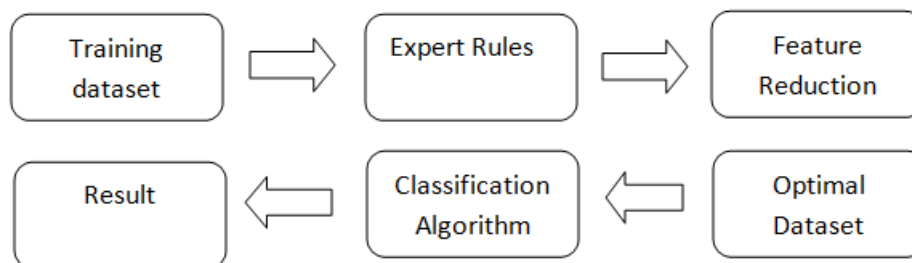 Training
dataset
Expert Rules
Feature
Reduction
Result
Classification
Algorithm
Optimal
Dataset